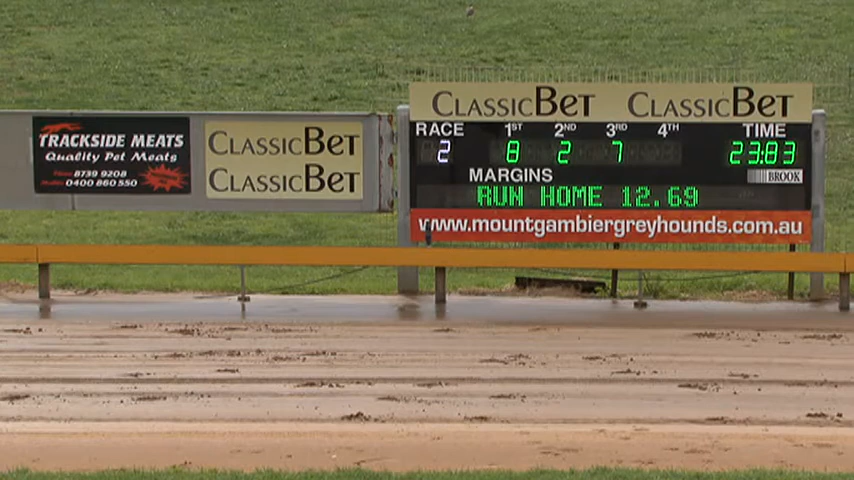 TRACKSIDE MEATS
Quality Pet Meats
8739 9208
0400 860 550
CLASSICBET
CLASSICBET
CLASSICBET CLASSICBET
RACE 1ST 2ND 3RD 4TH TIME
2 8 2 7 23:83
MARGINS
BROOK
RUN HOME 12.69
www.mountgambiergreyhounds.com.au